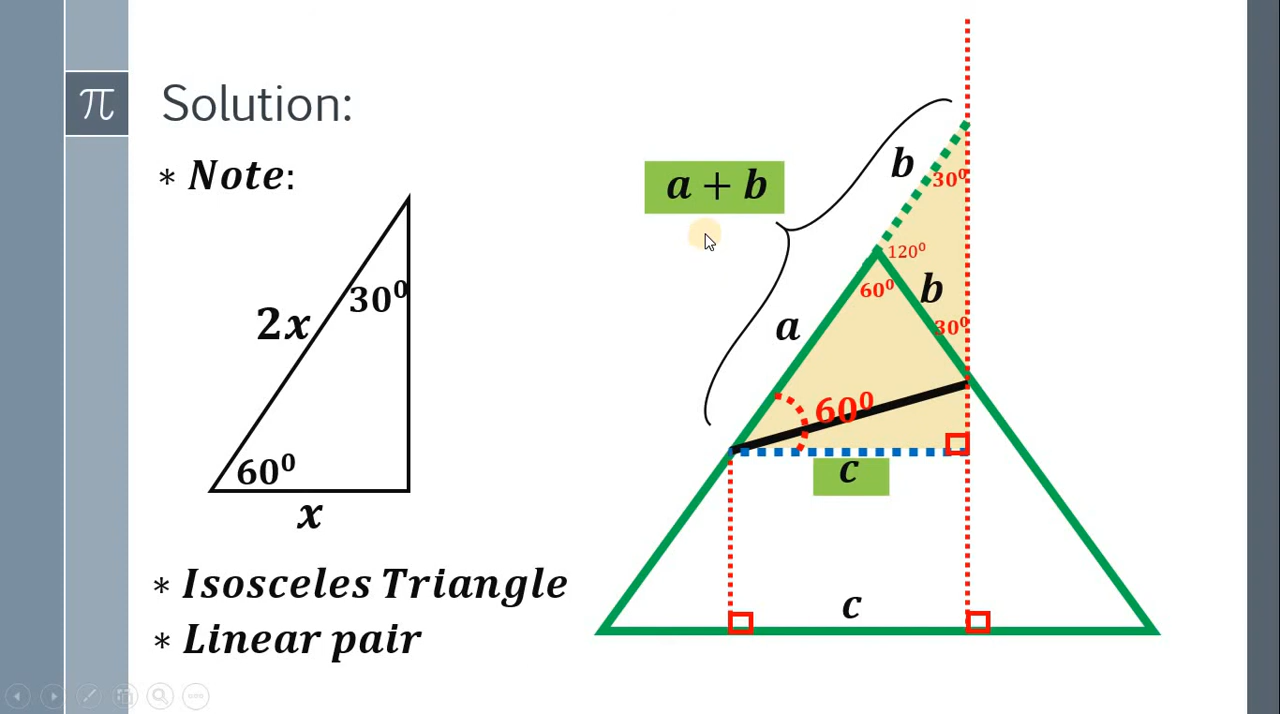 π
Solution:
* Note:
2x
30⁰
60⁰
x
* Isosceles Triangle
* Linear pair
a + b
b
30⁰
120⁰
60⁰
b
a
30⁰
60⁰
c
c